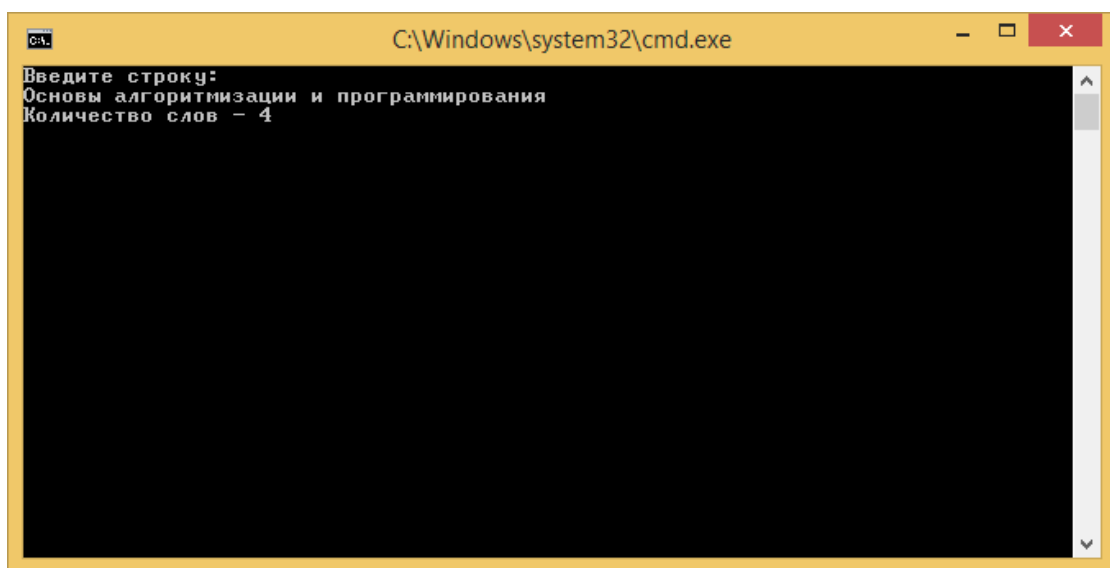 C:\Windows\system32\cmd.exe
Введите строку:
Основы алгоритмизации и программирования
Количество слов - 4